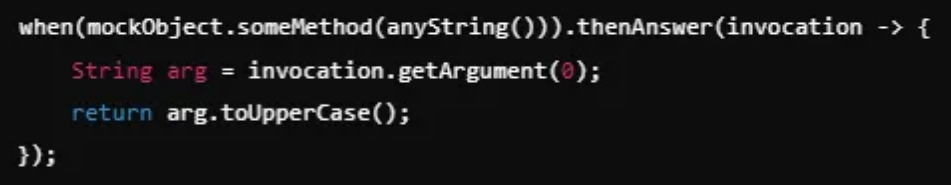 when(mockObject.someMethod(anyString())).thenAnswer(invocation -> {
    String arg = invocation.getArgument(0);
    return arg.toUpperCase();
});